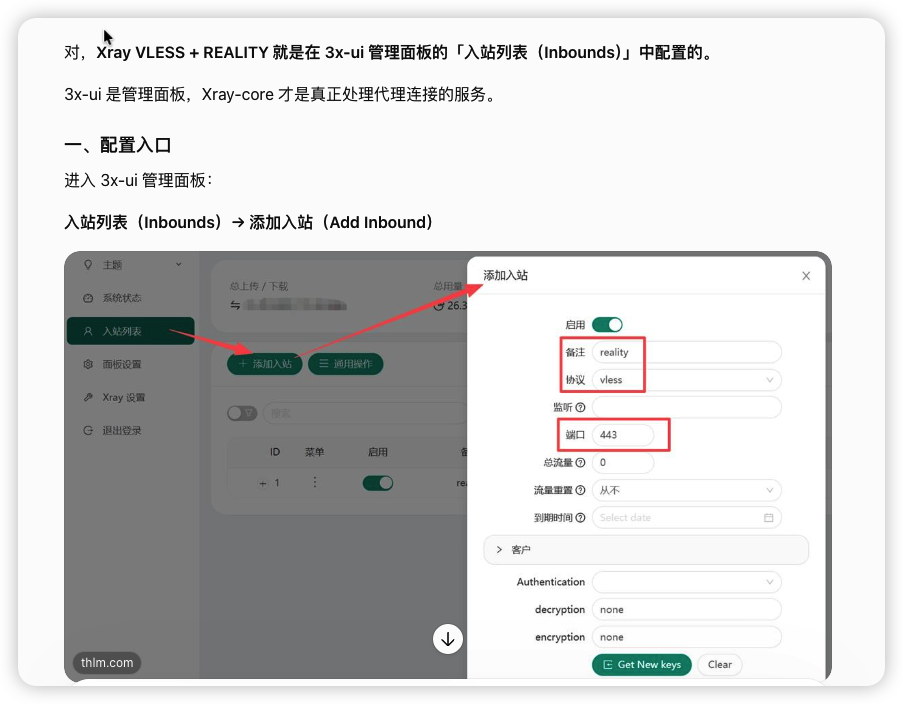 对，Xray VLESS + REALITY 就是在 3x-ui 管理面板的「入站列表（Inbounds）」中配置的。
3x-ui 是管理面板，Xray-core 才是真正处理代理连接的服务。
一、配置入口
进入 3x-ui 管理面板：
入站列表（Inbounds）→ 添加入站（Add Inbound）
主题
系统状态
入站列表
面板设置
Xray 设置
退出登录
总上传 / 下载
总用量
26.3
添加入站
通用操作
搜索
ID 菜单 启用
1
添加入站
启用
备注 reality
协议 vless
监听
端口 443
总流量 0
流量重置 从不
到期时间 Select date
客户
Authentication
decryption none
encryption none
Get New keys Clear
thlm.com